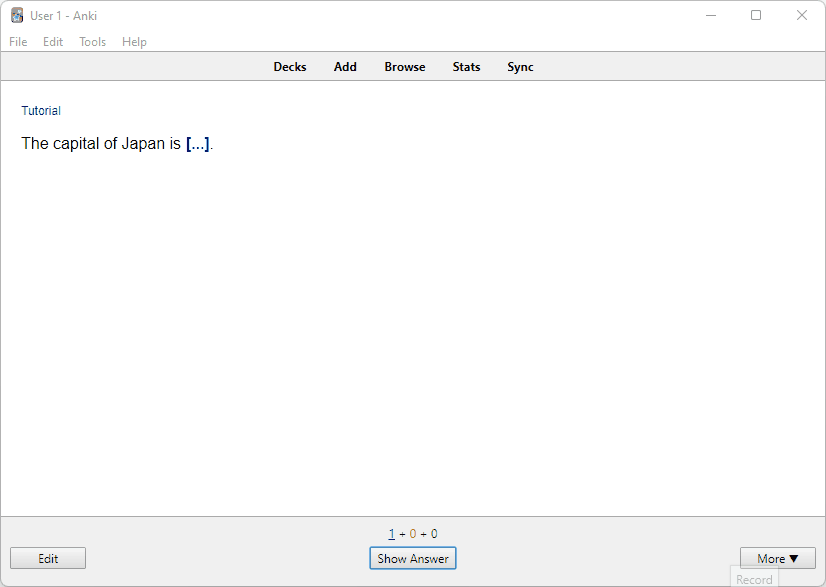 User 1 - Anki
File Edit Tools Help
Decks Add Browse Stats Sync
Tutorial
The capital of Japan is [...].
1 + 0 + 0
Edit Show Answer More ▼
Record